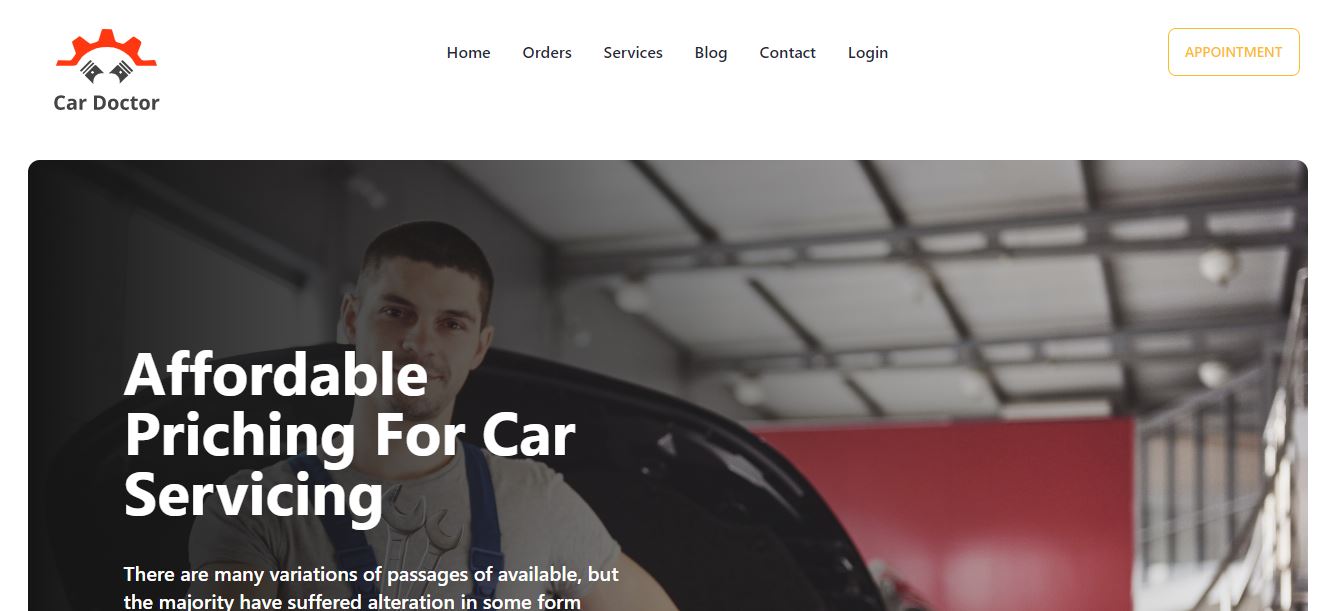 Home Orders Services Blog Contact Login APPOINTMENT
Car Doctor
Affordable
Priching For Car
Servicing
There are many variations of passages of available, but
the majority have suffered alteration in some form